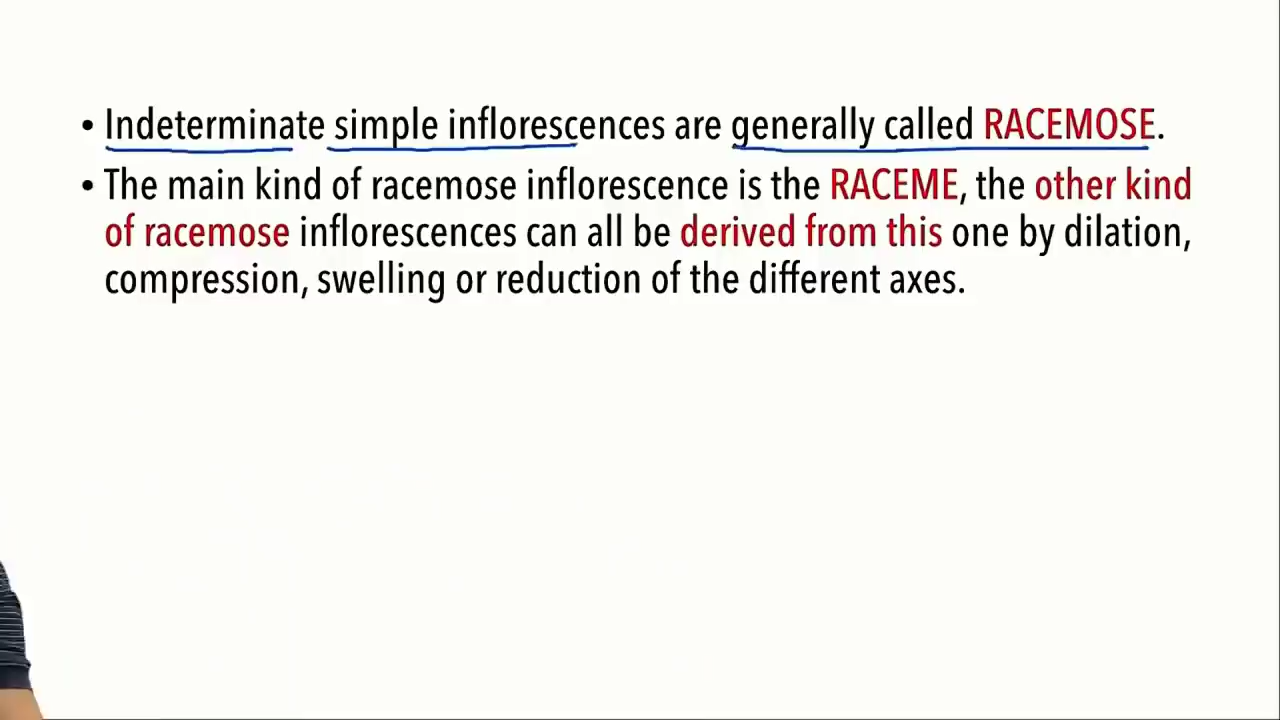 • Indeterminate simple inflorescences are generally called RACEMOSE.
• The main kind of racemose inflorescence is the RACEME, the other kind
of racemose inflorescences can all be derived from this one by dilation,
compression, swelling or reduction of the different axes.